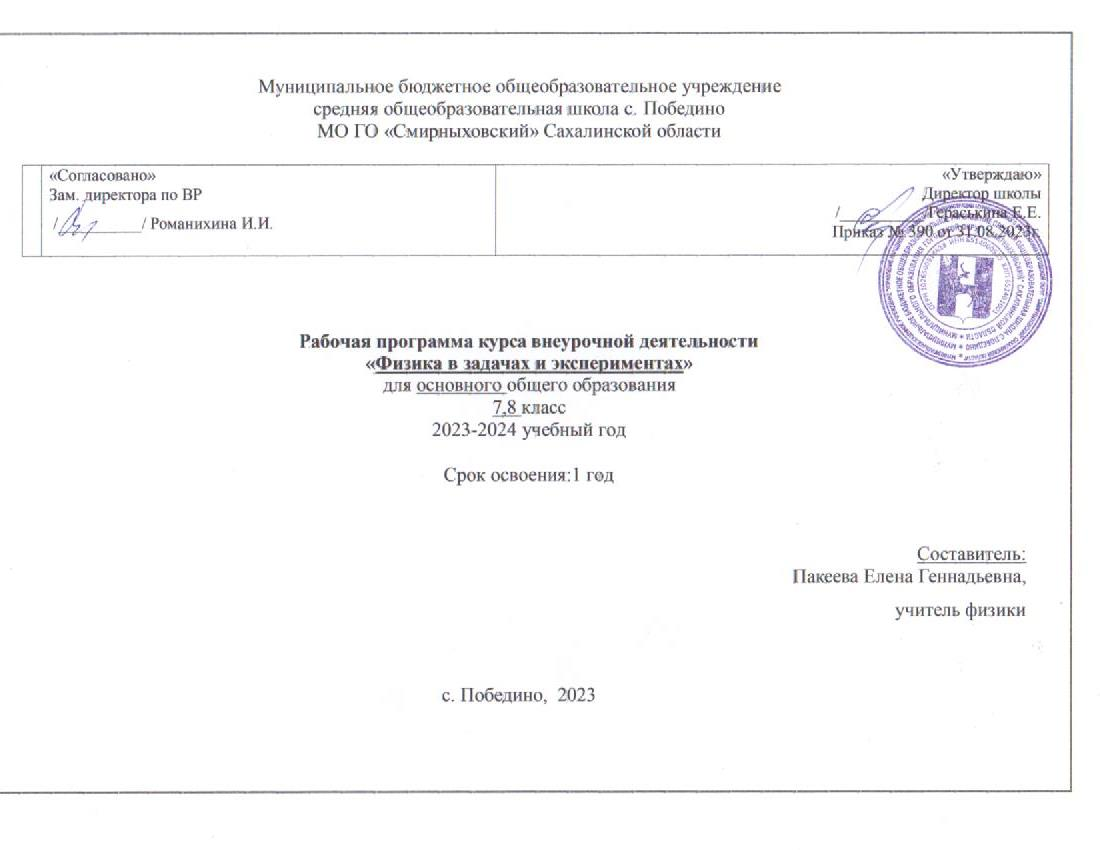 Муниципальное бюджетное общеобразовательное учреждение
средняя общеобразовательная школа с. Победино
МО ГО «Смирныховский» Сахалинской области
«Согласовано»
Зам. директора по ВР
/__________/ Романихина И.И.
«Утверждаю»
Директор школы
/__________/Гераськина Е.Е.
Приказ № 390 от 31.08.2023г.
Рабочая программа курса внеурочной деятельности
«Физика в задачах и экспериментах»
для основного общего образования
7,8 класс
2023-2024 учебный год
Срок освоения:1 год
Составитель:
Пакеева Елена Геннадьевна,
учитель физики
с. Победино, 2023